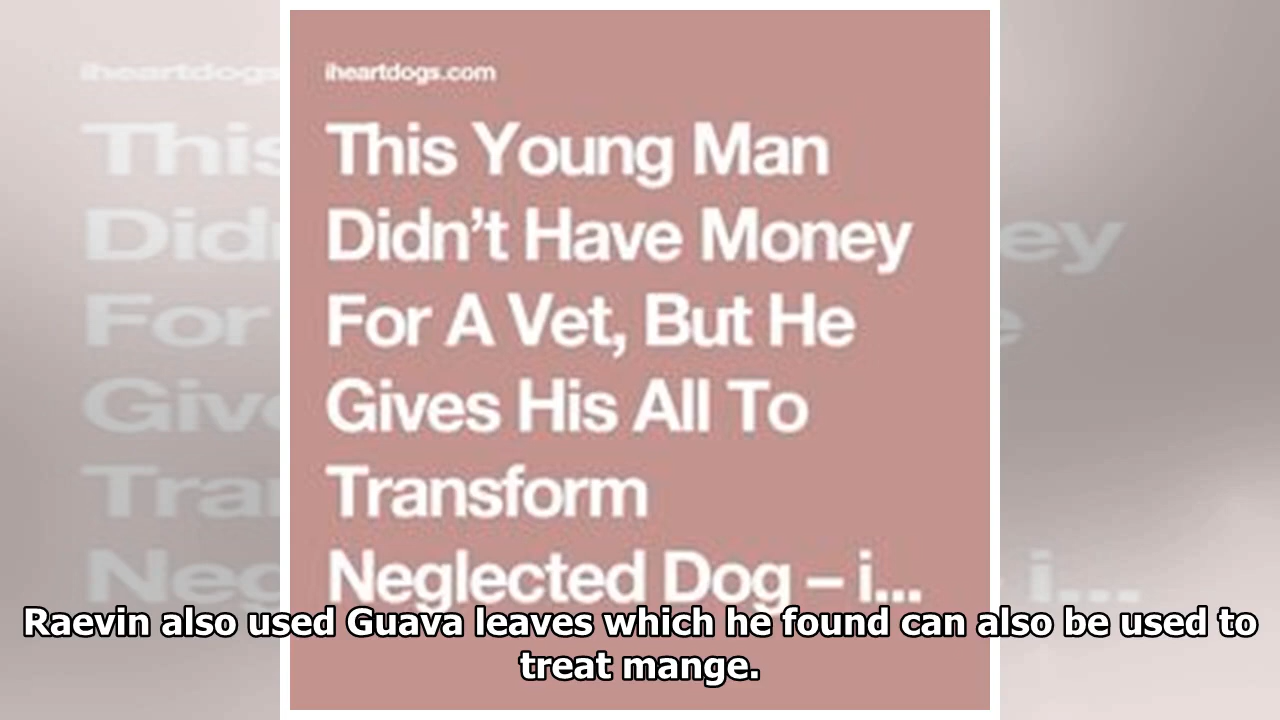 iheartdogs.com
This Young Man
Didn’t Have Money
For A Vet, But He
Gives His All To
Transform
Neglected Dog – i...
Raevin also used Guava leaves which he found can also be used to
treat mange.